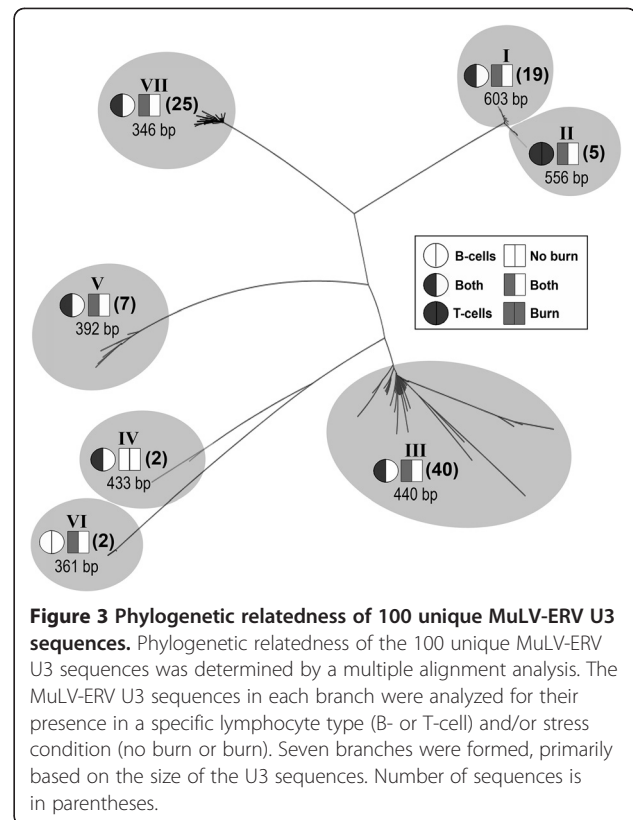 VII
(25)
346 bp
I
(19)
603 bp
II
(5)
556 bp
B-cells No burn
Both Both
T-cells Burn
V
(7)
392 bp
IV
(2)
433 bp
III
(40)
440 bp
VI
(2)
361 bp
Figure 3 Phylogenetic relatedness of 100 unique MuLV-ERV U3
sequences. Phylogenetic relatedness of the 100 unique MuLV-ERV
U3 sequences was determined by a multiple alignment analysis. The
MuLV-ERV U3 sequences in each branch were analyzed for their
presence in a specific lymphocyte type (B- or T-cell) and/or stress
condition (no burn or burn). Seven branches were formed, primarily
based on the size of the U3 sequences. Number of sequences is
in parentheses.